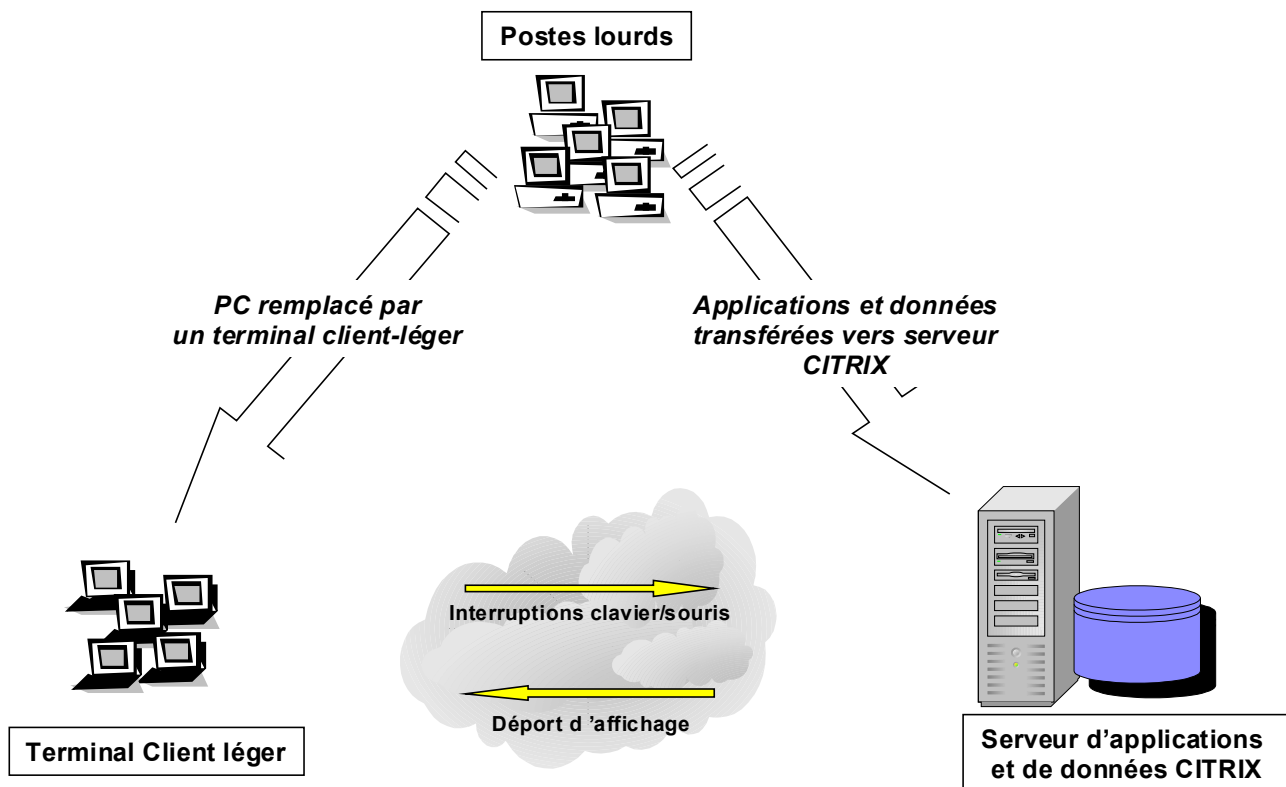 Postes lourds
PC remplacé par
un terminal client-léger
Applications et données
transférées vers serveur
CITRIX
Interruptions clavier/souris
Déport d 'affichage
Terminal Client léger
Serveur d'applications
et de données CITRIX